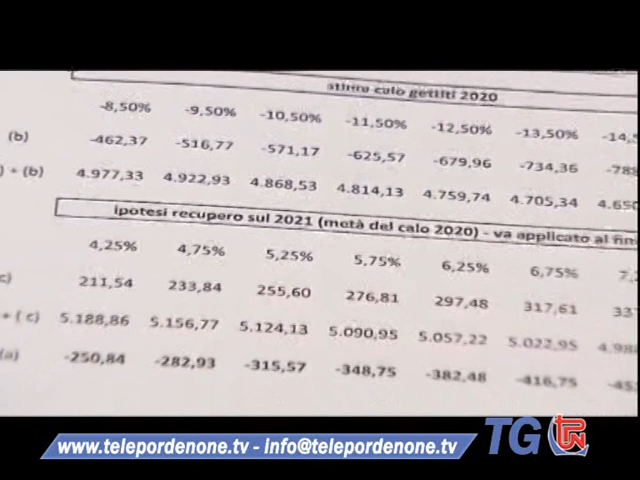 stima calo gettiti 2020
-8,50% -9,50% -10,50% -11,50% -12,50% -13,50%
(b) -462,37 -516,77 -571,17 -625,57 -679,96 -734,36
+ (b) 4.977,33 4.922,93 4.868,53 4.814,13 4.759,74 4.705,34
ipotesi recupero sul 2021 (metà del calo 2020) - va applicato al
4,25% 4,75% 5,25% 5,75% 6,25% 6,75%
c) 211,54 233,84 255,60 276,81 297,48 317,61
+ ( c) 5.188,86 5.156,77 5.124,13 5.090,95 5.057,22 5.022,95
(a) -250,84 -282,93 -315,57 -348,75 -382,48 -416,75
www.telepordenone.tv - info@telepordenone.tv
TG TPN